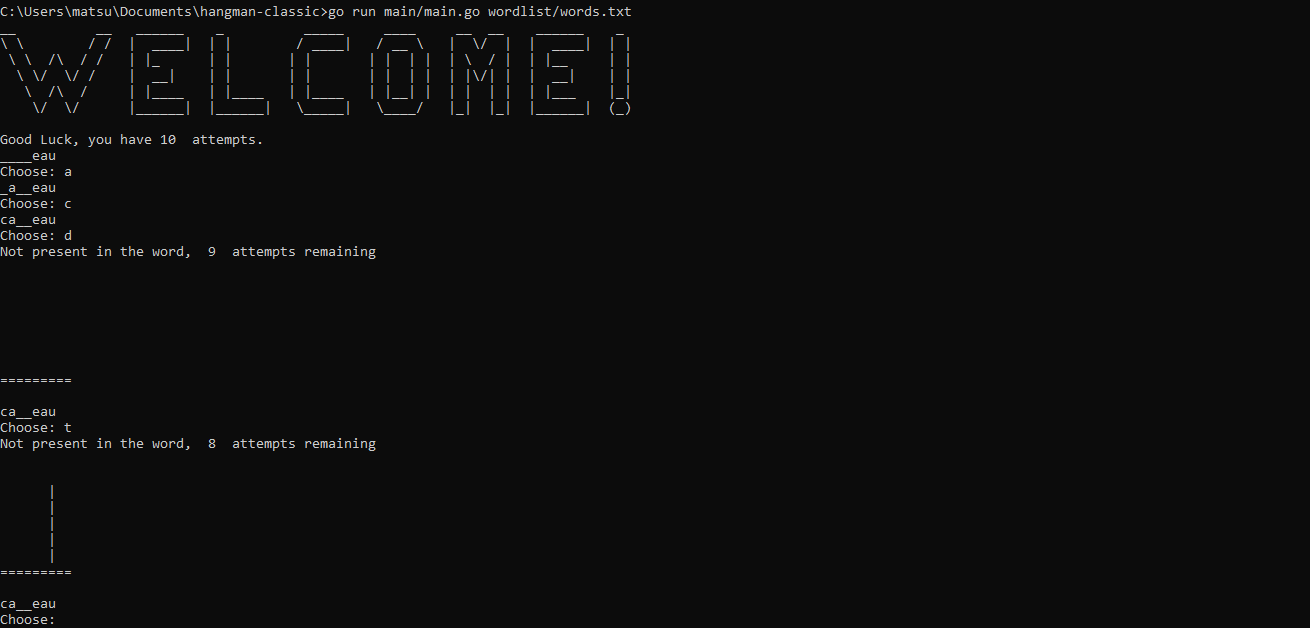 C:\Users\matsu\Documents\hangman-classic>go run main/main.go wordlist/words.txt
WELCOME!
Good Luck, you have 10  attempts.
____eau
Choose: a
_a__eau
Choose: c
ca__eau
Choose: d
Not present in the word,  9  attempts remaining
=========
ca__eau
Choose: t
Not present in the word,  8  attempts remaining
|
|
|
|
|
=========
ca__eau
Choose: